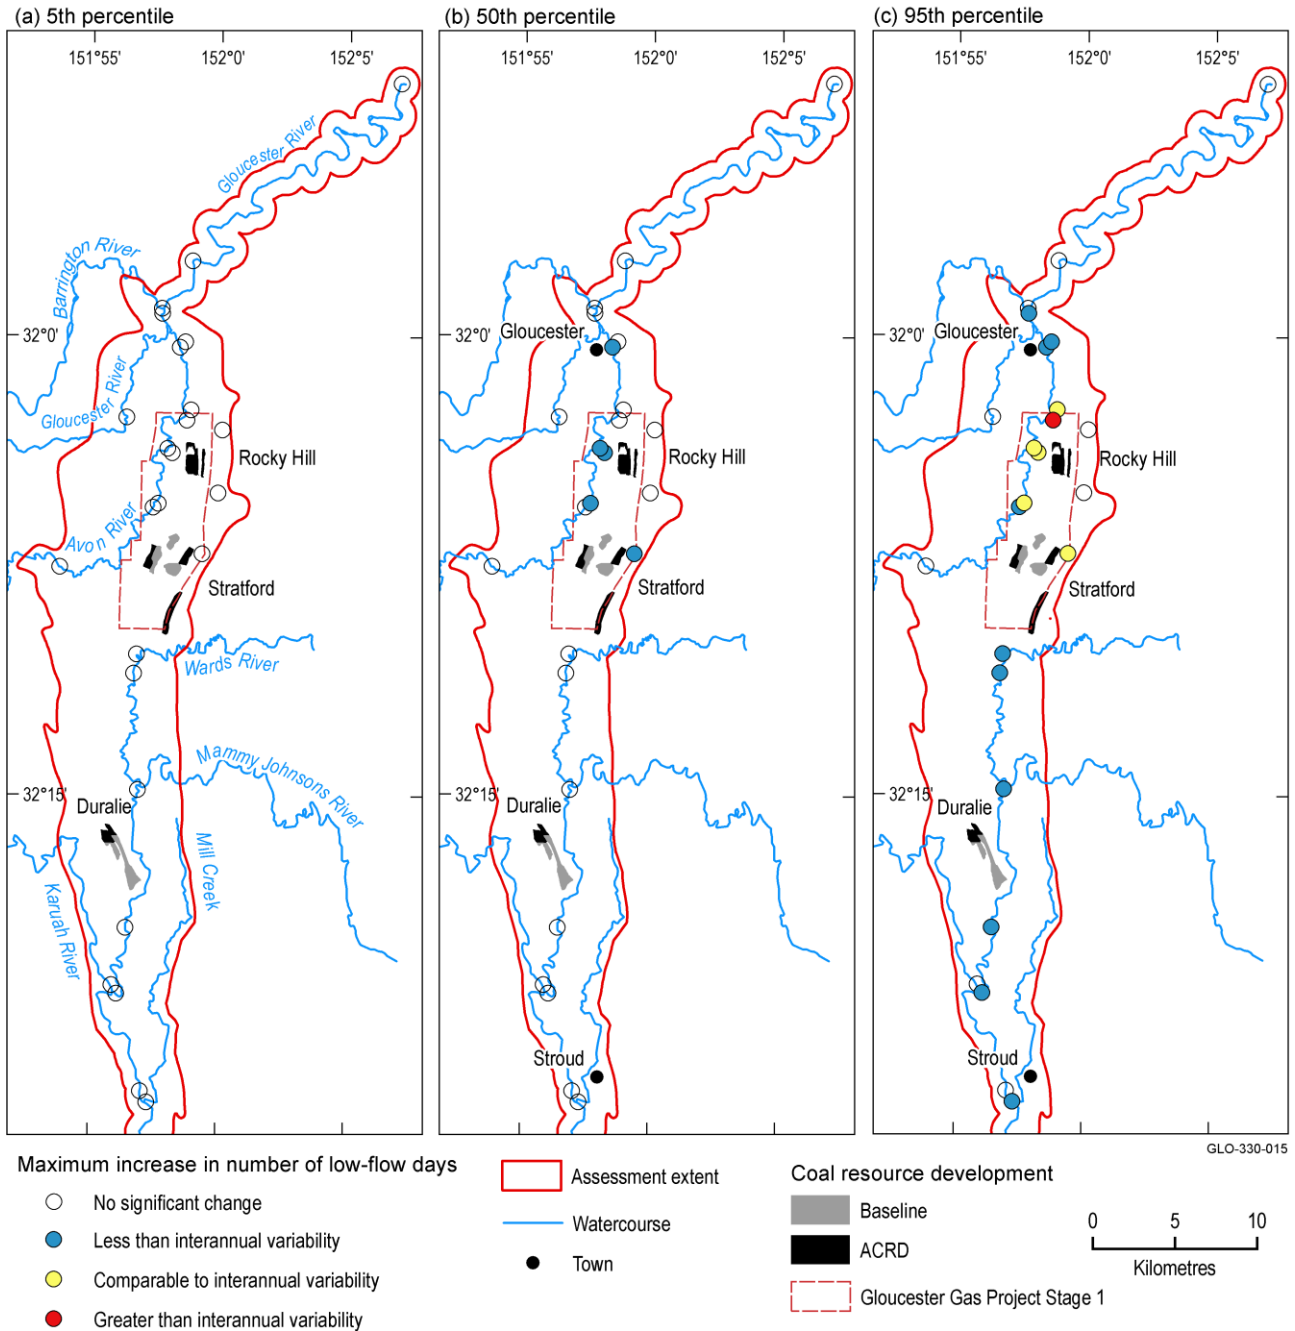 (a) 5th percentile
(b) 50th percentile
(c) 95th percentile
151°55'
152°0'
152°5'
151°55'
152°0'
152°5'
151°55'
152°0'
152°5'
Gloucester River
Barrington River
32°0'
Gloucester River
Rocky Hill
Avon River
Stratford
Wards River
Mammy Johnsons River
32°15'
Duralie
Mill Creek
Karuah River
32°0'
Gloucester
Rocky Hill
Stratford
32°15'
Duralie
Stroud
32°0'
Gloucester
Rocky Hill
Stratford
32°15'
Duralie
Stroud
GLO-330-015
Maximum increase in number of low-flow days
No significant change
Less than interannual variability
Comparable to interannual variability
Greater than interannual variability
Assessment extent
Watercourse
Town
Coal resource development
Baseline
ACRD
Gloucester Gas Project Stage 1
0 5 10
Kilometres